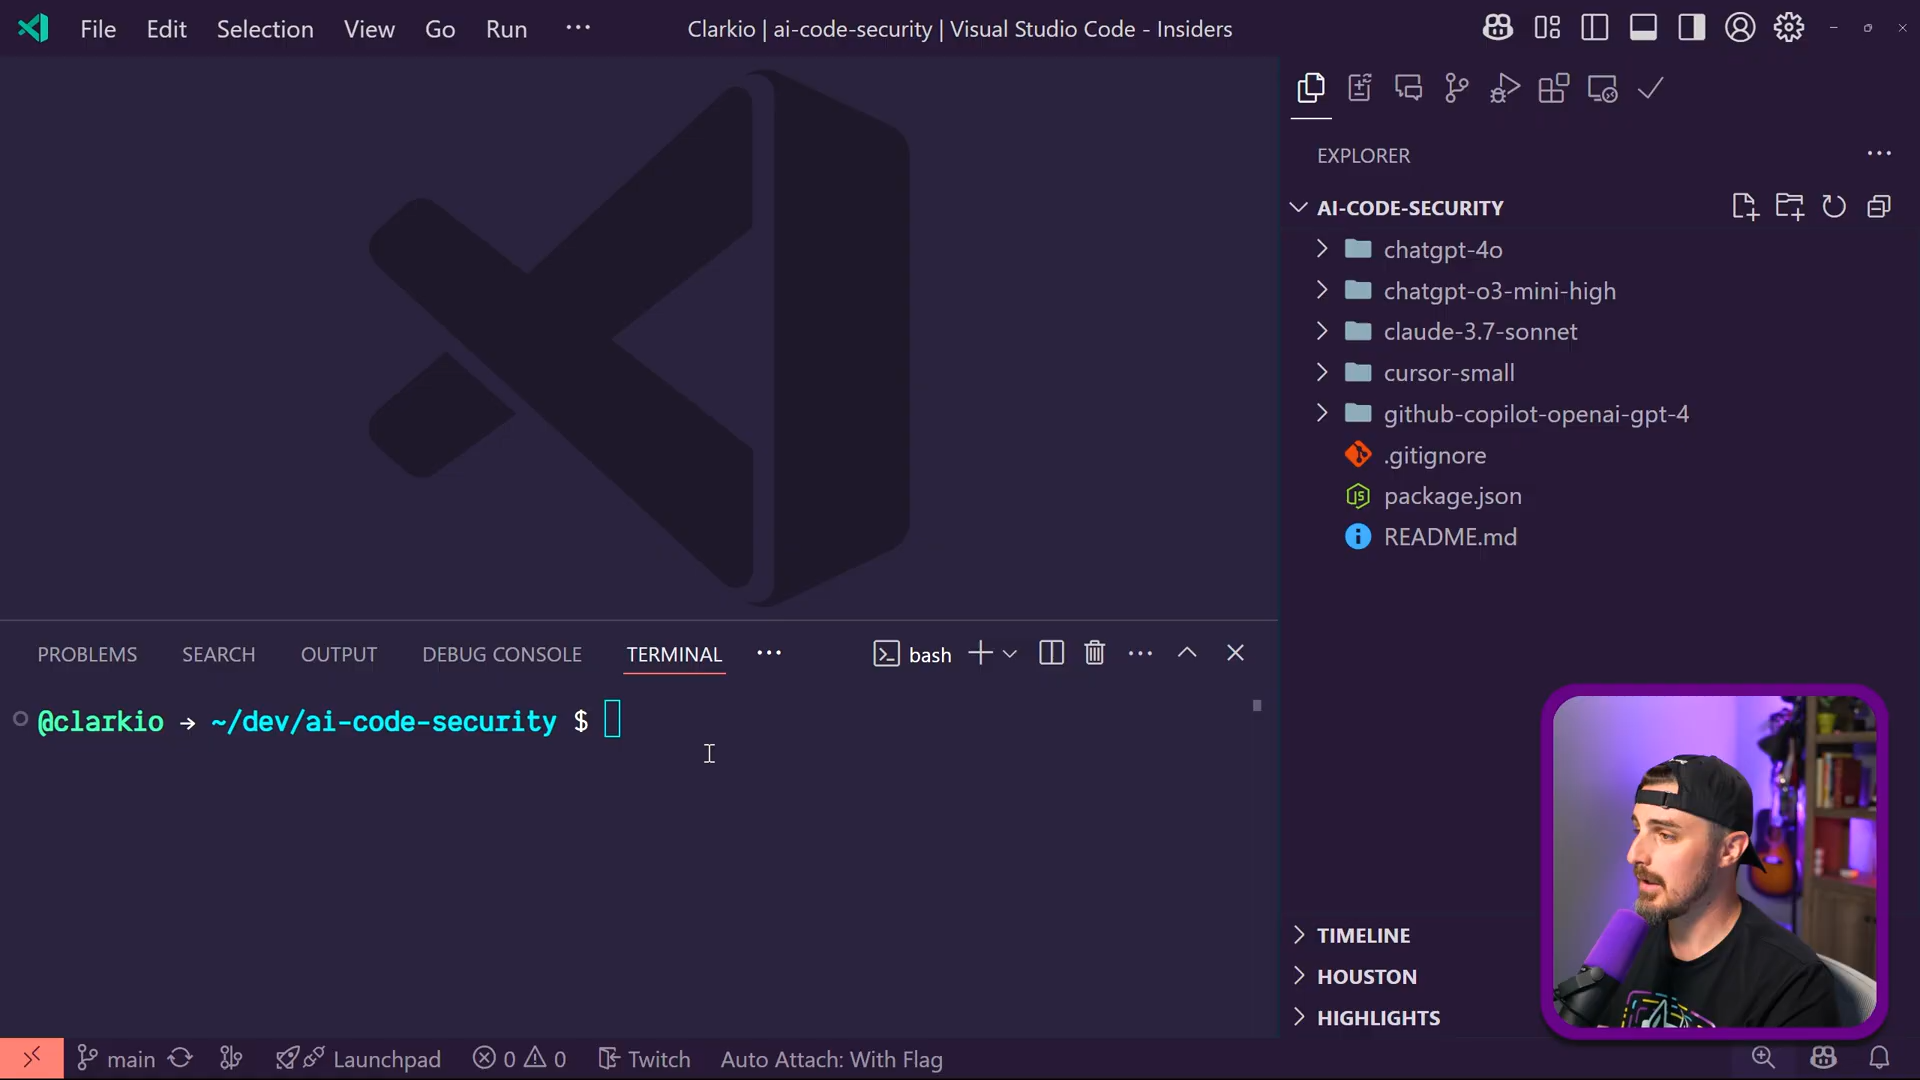 File Edit Selection View Go Run ··· Clarkio | ai-code-security | Visual Studio Code - Insiders
EXPLORER
AI-CODE-SECURITY
chatgpt-4o
chatgpt-o3-mini-high
claude-3.7-sonnet
cursor-small
github-copilot-openai-gpt-4
.gitignore
package.json
README.md
PROBLEMS SEARCH OUTPUT DEBUG CONSOLE TERMINAL ··· bash
@clarkio → ~/dev/ai-code-security $
TIMELINE
HOUSTON
HIGHLIGHTS
main Launchpad 0 0 Twitch Auto Attach: With Flag